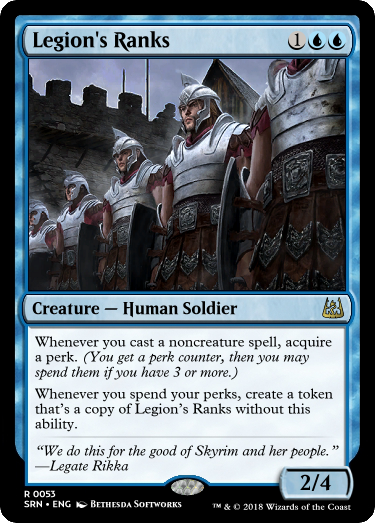 Legion's Ranks 1
Creature — Human Soldier
Whenever you cast a noncreature spell, acquire
a perk. (You get a perk counter, then you may
spend them if you have 3 or more.)
Whenever you spend your perks, create a token
that's a copy of Legion's Ranks without this
ability.
“We do this for the good of Skyrim and her people.”
—Legate Rikka
2/4
R 0053
SRN • ENG Bethesda Softworks ™ & © 2018 Wizards of the Coast